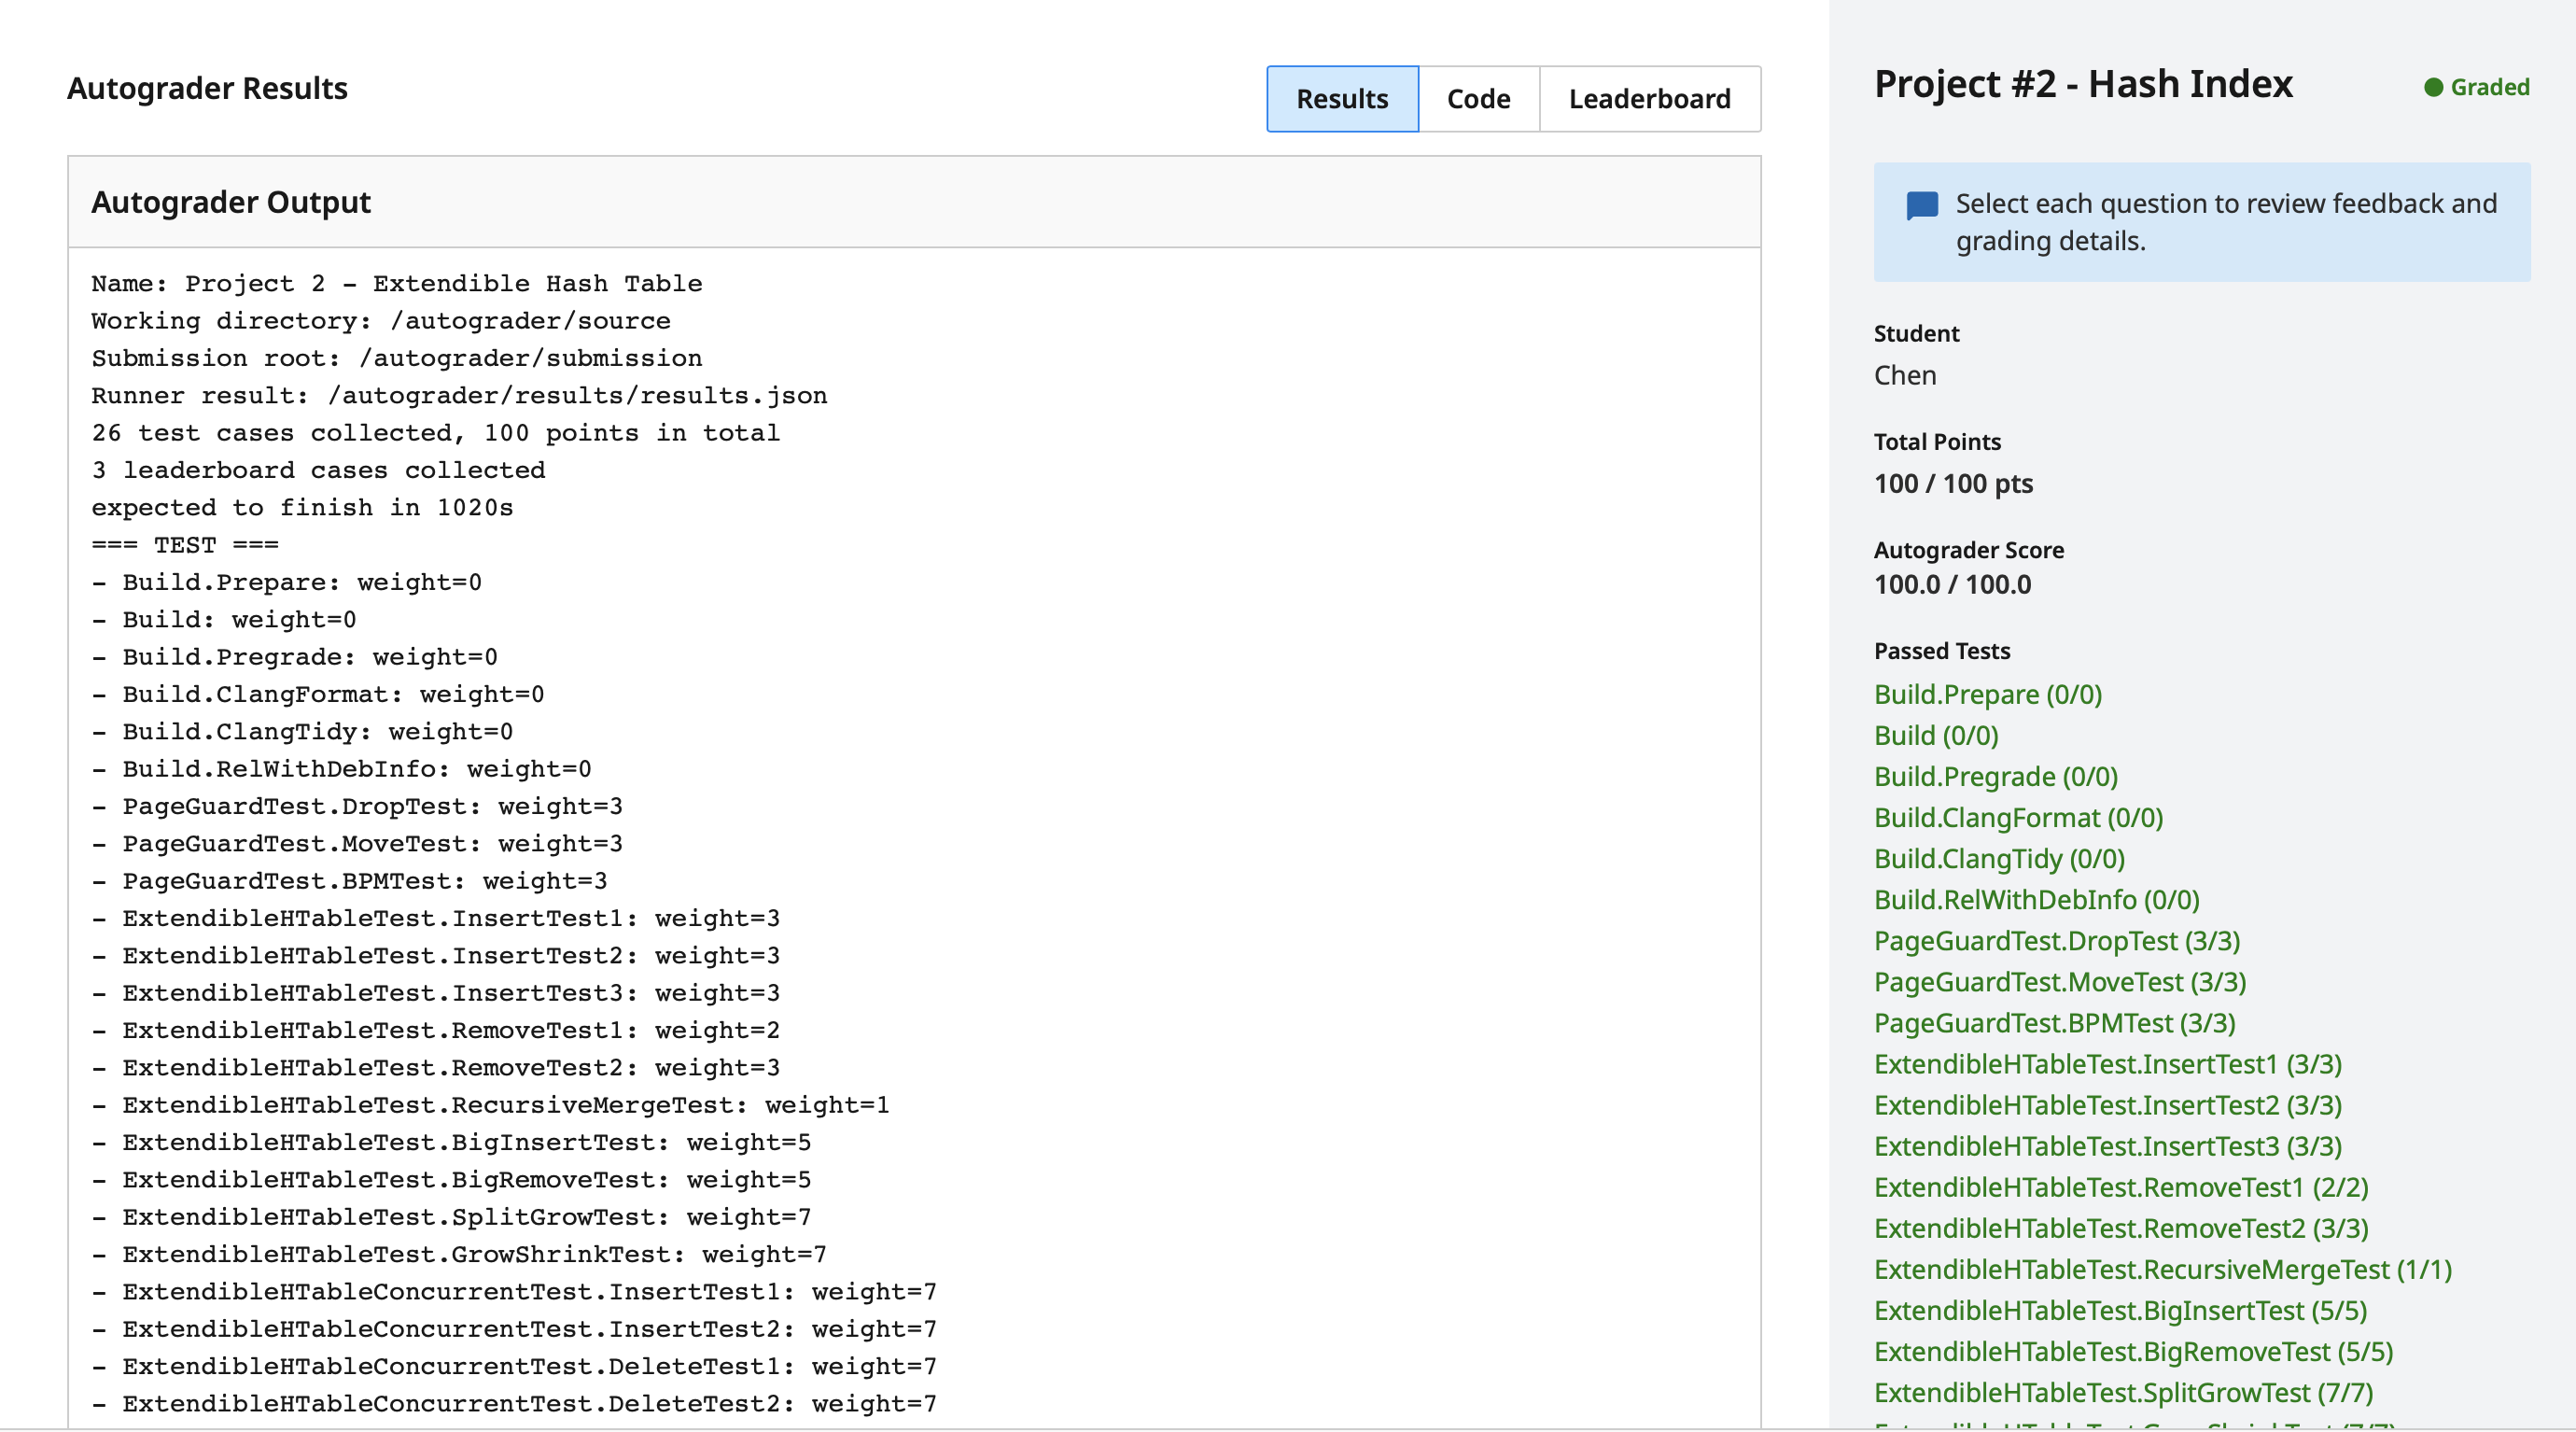 Autograder Results
Results
Code
Leaderboard
Autograder Output
Name: Project 2 - Extendible Hash Table
Working directory: /autograder/source
Submission root: /autograder/submission
Runner result: /autograder/results/results.json
26 test cases collected, 100 points in total
3 leaderboard cases collected
expected to finish in 1020s
=== TEST ===
- Build.Prepare: weight=0
- Build: weight=0
- Build.Pregrade: weight=0
- Build.ClangFormat: weight=0
- Build.ClangTidy: weight=0
- Build.RelWithDebInfo: weight=0
- PageGuardTest.DropTest: weight=3
- PageGuardTest.MoveTest: weight=3
- PageGuardTest.BPMTest: weight=3
- ExtendibleHTableTest.InsertTest1: weight=3
- ExtendibleHTableTest.InsertTest2: weight=3
- ExtendibleHTableTest.InsertTest3: weight=3
- ExtendibleHTableTest.RemoveTest1: weight=2
- ExtendibleHTableTest.RemoveTest2: weight=3
- ExtendibleHTableTest.RecursiveMergeTest: weight=1
- ExtendibleHTableTest.BigInsertTest: weight=5
- ExtendibleHTableTest.BigRemoveTest: weight=5
- ExtendibleHTableTest.SplitGrowTest: weight=7
- ExtendibleHTableTest.GrowShrinkTest: weight=7
- ExtendibleHTableConcurrentTest.InsertTest1: weight=7
- ExtendibleHTableConcurrentTest.InsertTest2: weight=7
- ExtendibleHTableConcurrentTest.DeleteTest1: weight=7
- ExtendibleHTableConcurrentTest.DeleteTest2: weight=7
Project #2 - Hash Index
Graded
Select each question to review feedback and
grading details.
Student
Chen
Total Points
100 / 100 pts
Autograder Score
100.0 / 100.0
Passed Tests
Build.Prepare (0/0)
Build (0/0)
Build.Pregrade (0/0)
Build.ClangFormat (0/0)
Build.ClangTidy (0/0)
Build.RelWithDebInfo (0/0)
PageGuardTest.DropTest (3/3)
PageGuardTest.MoveTest (3/3)
PageGuardTest.BPMTest (3/3)
ExtendibleHTableTest.InsertTest1 (3/3)
ExtendibleHTableTest.InsertTest2 (3/3)
ExtendibleHTableTest.InsertTest3 (3/3)
ExtendibleHTableTest.RemoveTest1 (2/2)
ExtendibleHTableTest.RemoveTest2 (3/3)
ExtendibleHTableTest.RecursiveMergeTest (1/1)
ExtendibleHTableTest.BigInsertTest (5/5)
ExtendibleHTableTest.BigRemoveTest (5/5)
ExtendibleHTableTest.SplitGrowTest (7/7)